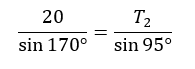 20/sin 170° = T₂/sin 95°